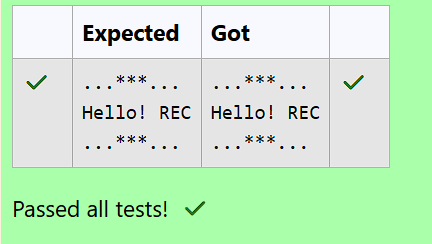 Expected Got
...***... ...***...
Hello! REC Hello! REC
...***... ...***...
Passed all tests!